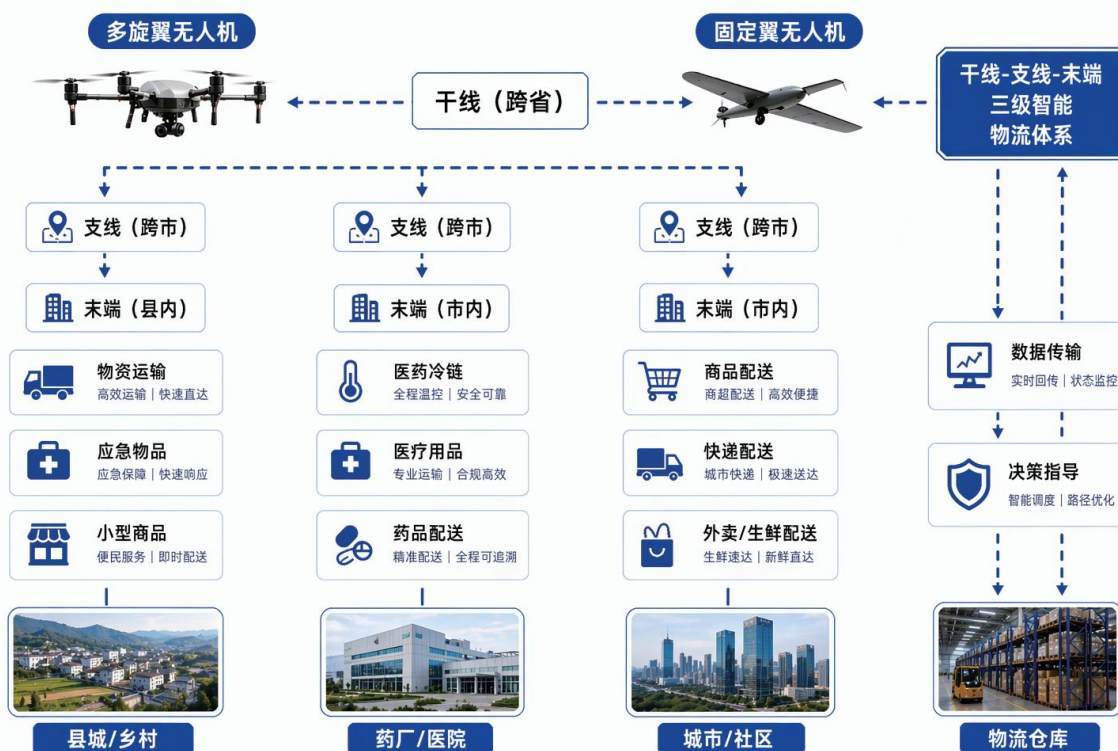 多旋翼无人机
固定翼无人机
干线（跨省）
干线-支线-末端
三级智能
物流体系
支线（跨市）
支线（跨市）
支线（跨市）
末端（县内）
末端（市内）
末端（市内）
物资运输
高效运输｜快速直达
应急物品
应急保障｜快速响应
小型商品
便民服务｜即时配送
县城/乡村
医药冷链
全程温控｜安全可靠
医疗用品
专业运输｜合规高效
药品配送
精准配送｜全程可追溯
药厂/医院
商品配送
商超配送｜高效便捷
快递配送
城市快递｜极速送达
外卖/生鲜配送
生鲜速达｜新鲜直达
城市/社区
数据传输
实时回传｜状态监控
决策指导
智能调度｜路径优化
物流仓库